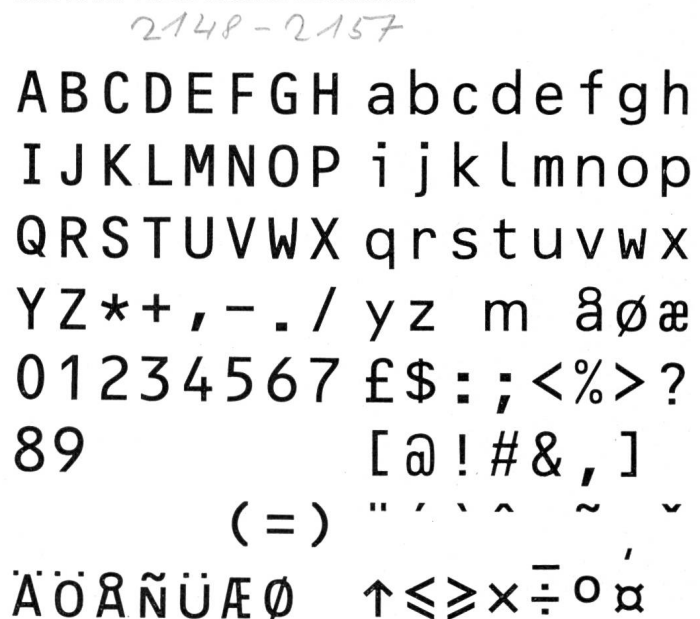 2148-2157
ABCDEFGH abcdefgh
IJKLMNOP ijklmnop
QRSTUVWX qrstuvwx
YZ*+,-./ yz m åøæ
01234567 £$:;<%>?
89 [@!#&,]
(=) ¨ ´ ` ^ ~ ˇ
ÄÖÅÑÜÆØ ↑≤≥×÷º¤